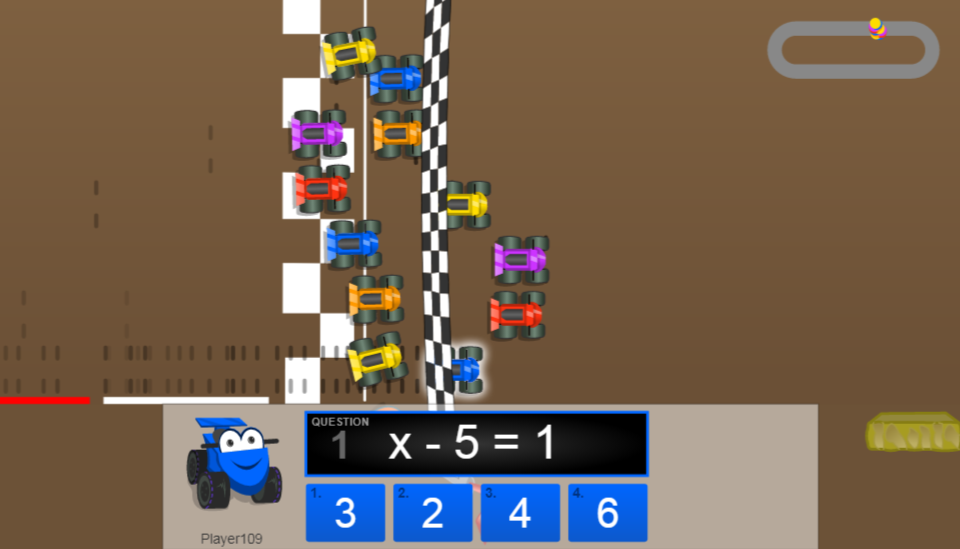 QUESTION
1 x - 5 = 1
1. 2. 3. 4.
3 2 4 6
Player109